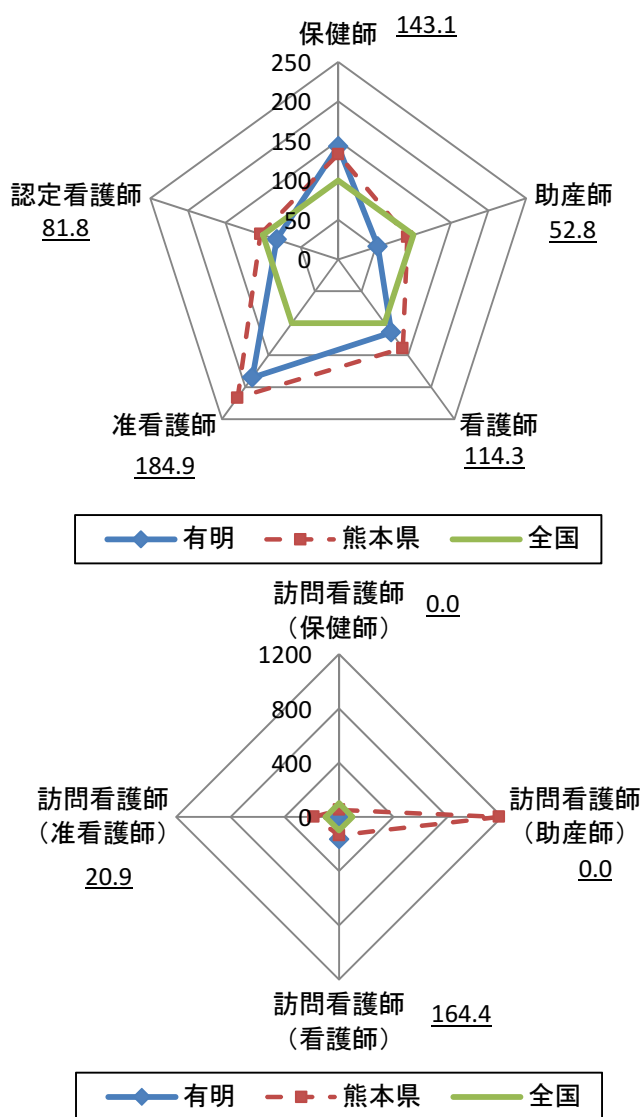 保健師 143.1
250
200
150
100
50
0
認定看護師
81.8
助産師
52.8
准看護師
184.9
看護師
114.3
有明 熊本県 全国
訪問看護師
（保健師）
0.0
1200
800
400
0
訪問看護師
（准看護師）
20.9
訪問看護師
（助産師）
0.0
訪問看護師
（看護師）
164.4
有明 熊本県 全国